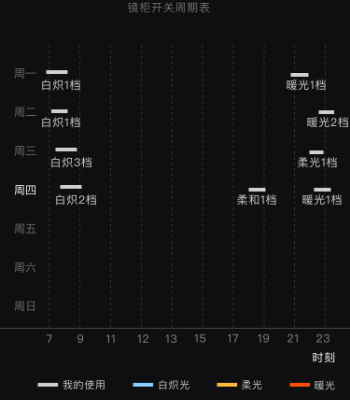 镜柜开关周期表
周一
白炽1档
暖光1档
周二
白炽1档
暖光2档
周三
白炽3档
柔光1档
周四
白炽2档
柔和1档
暖光1档
周五
周六
周日
7 9 11 12 13 15 17 19 21 23
时刻
我的使用 白炽光 柔光 暖光